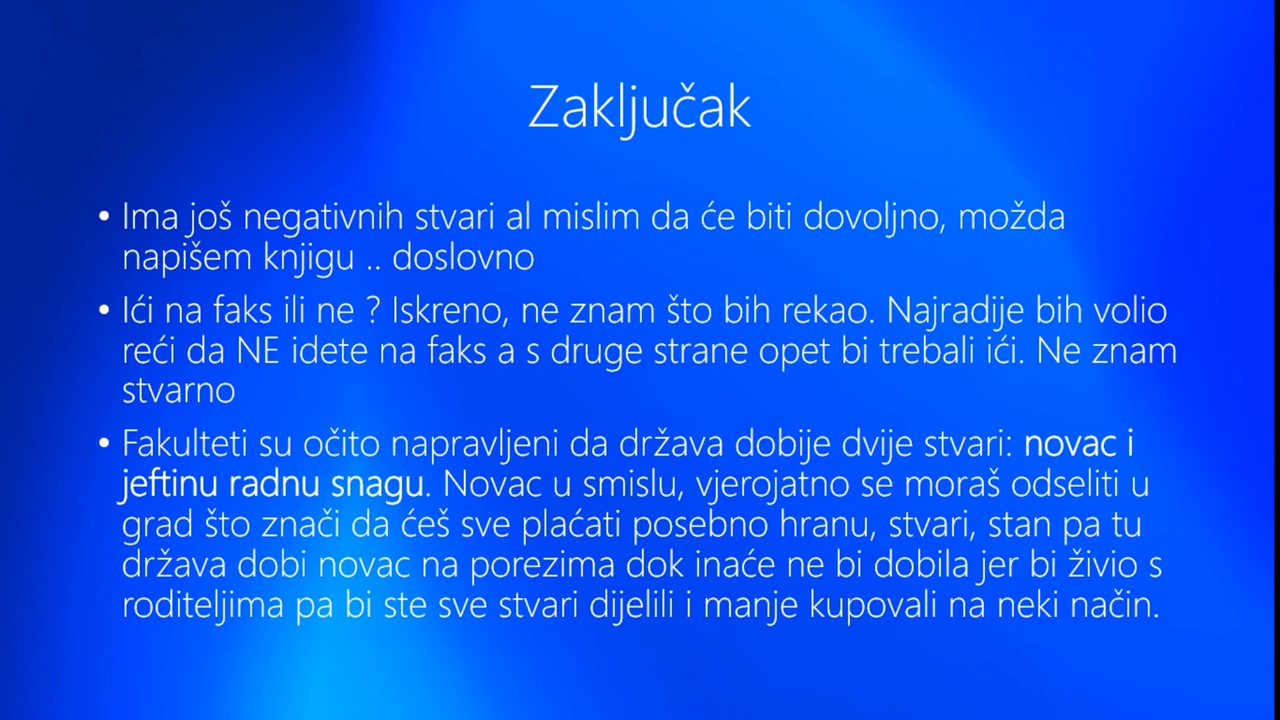 Zaključak
• Ima još negativnih stvari al mislim da će biti dovoljno, možda
napišem knjigu .. doslovno
• Ići na faks ili ne ? Iskreno, ne znam što bih rekao. Najradije bih volio
reći da NE idete na faks a s druge strane opet bi trebali ići. Ne znam
stvarno
• Fakulteti su očito napravljeni da država dobije dvije stvari: novac i
jeftinu radnu snagu. Novac u smislu, vjerojatno se moraš odseliti u
grad što znači da ćeš sve plaćati posebno hranu, stvari, stan pa tu
država dobi novac na porezima dok inaće ne bi dobila jer bi živio s
roditeljima pa bi ste sve stvari dijelili i manje kupovali na neki način.